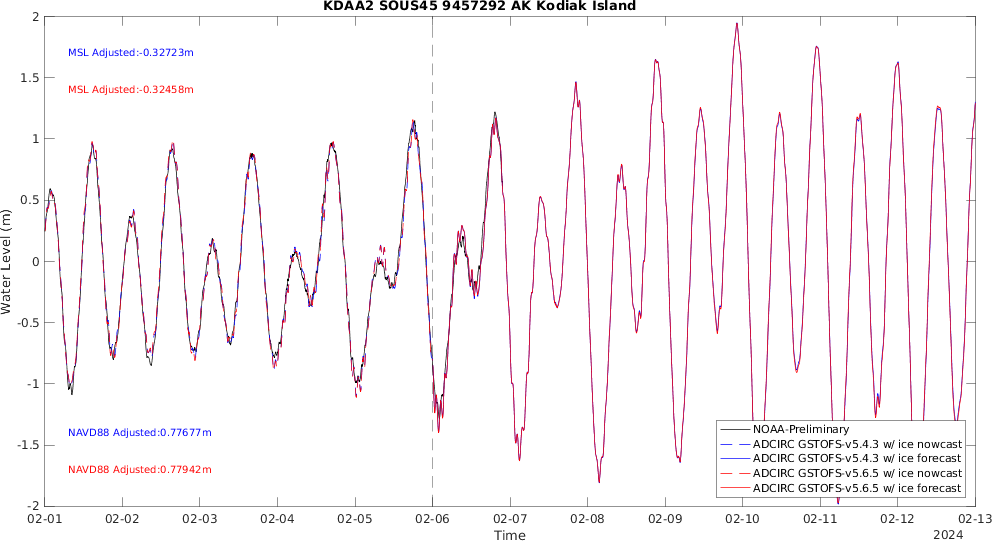 KDAA2 SOUS45 9457292 AK Kodiak Island
2
1.5
1
0.5
0
-0.5
-1
-1.5
-2
Water Level (m)
MSL Adjusted:-0.32723m
MSL Adjusted:-0.32458m
NAVD88 Adjusted:0.77677m
NAVD88 Adjusted:0.77942m
NOAA-Preliminary
ADCIRC GSTOFS-v5.4.3 w/ ice nowcast
ADCIRC GSTOFS-v5.4.3 w/ ice forecast
ADCIRC GSTOFS-v5.6.5 w/ ice nowcast
ADCIRC GSTOFS-v5.6.5 w/ ice forecast
02-01 02-02 02-03 02-04 02-05 02-06 02-07 02-08 02-09 02-10 02-11 02-12 02-13
Time
2024